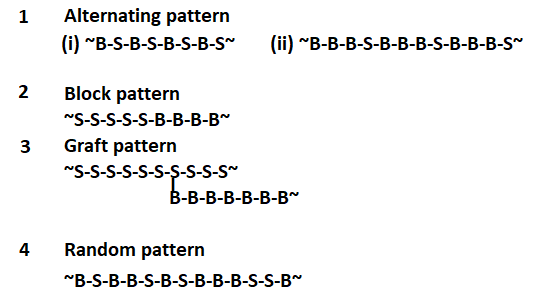 1 Alternating pattern
(i) ~B-S-B-S-B-S-B-S~ (ii) ~B-B-B-S-B-B-B-S-B-B-B-S~
2 Block pattern
~S-S-S-S-S-B-B-B-B~
3 Graft pattern
~S-S-S-S-S-S-S-S-S-S~
B-B-B-B-B-B-B~
4 Random pattern
~B-S-B-B-S-B-S-B-B-B-S-S-B~